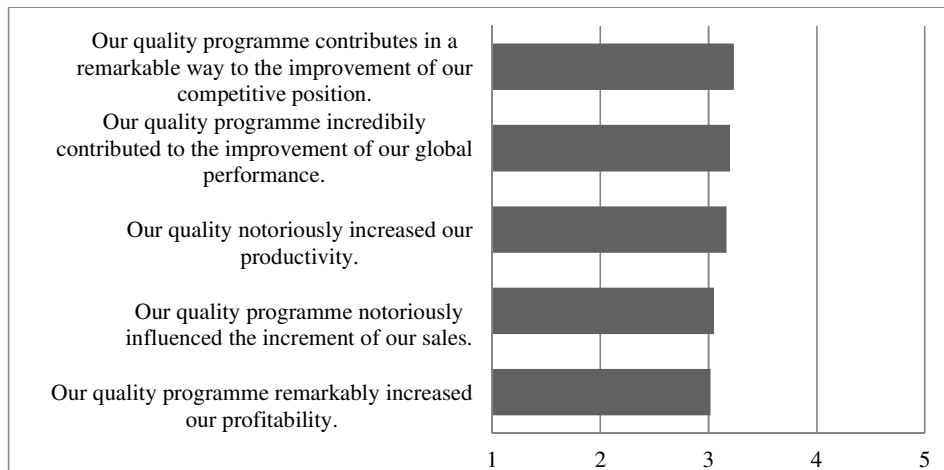 Our quality programme contributes in a
remarkable way to the improvement of our
competitive position.
Our quality programme incredibily
contributed to the improvement of our global
performance.
Our quality notoriously increased our
productivity.
Our quality programme notoriously
influenced the increment of our sales.
Our quality programme remarkably increased
our profitability.
1 2 3 4 5